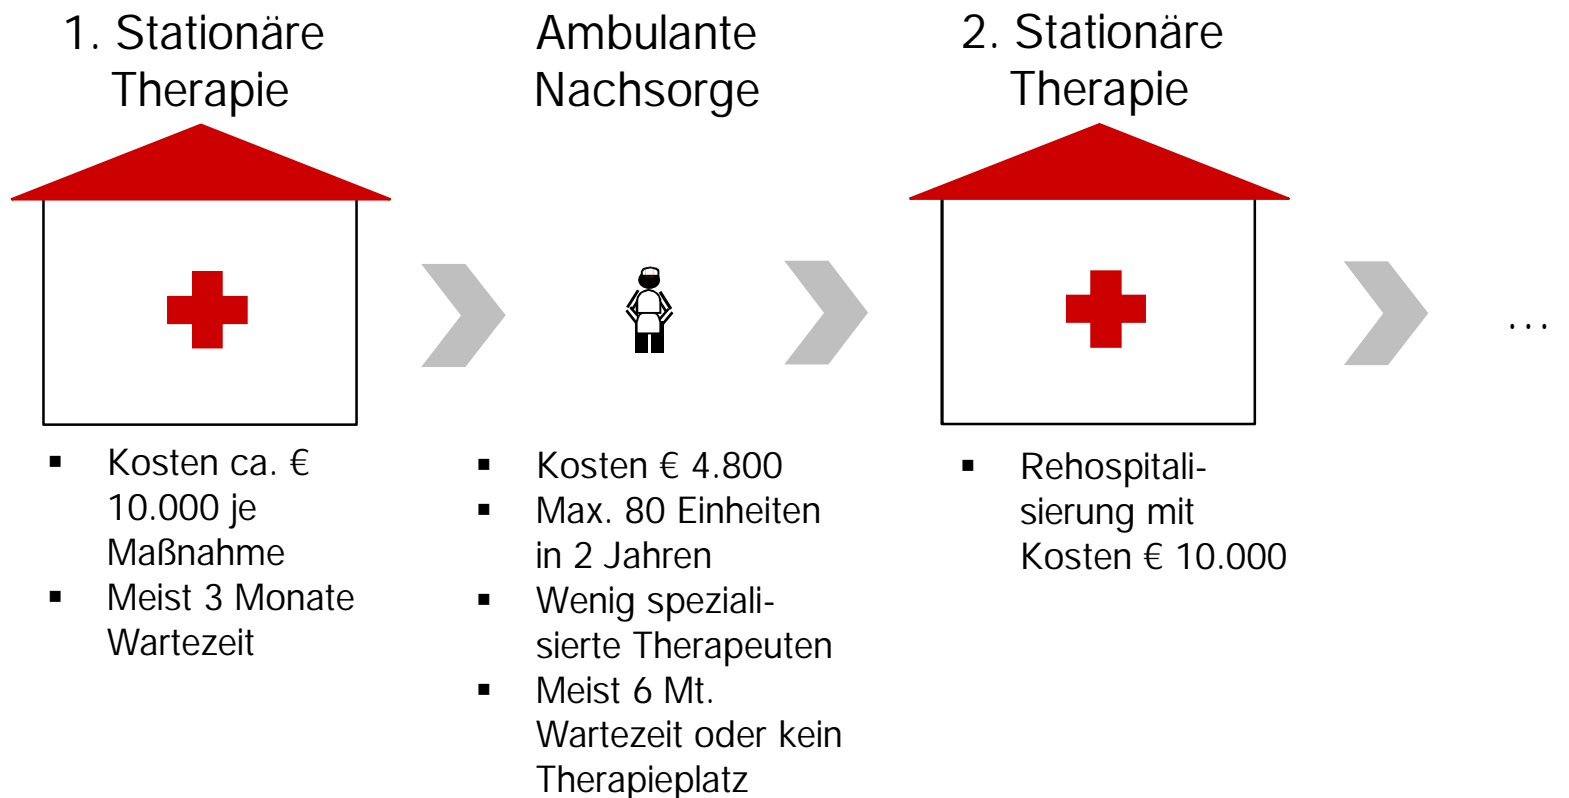 1. Stationäre
Therapie
Ambulante
Nachsorge
2. Stationäre
Therapie
...
▪ Kosten ca. €
10.000 je
Maßnahme
▪ Meist 3 Monate
Wartezeit
▪ Kosten € 4.800
▪ Max. 80 Einheiten
in 2 Jahren
▪ Wenig speziali-
sierte Therapeuten
▪ Meist 6 Mt.
Wartezeit oder kein
Therapieplatz
▪ Rehospitali-
sierung mit
Kosten € 10.000